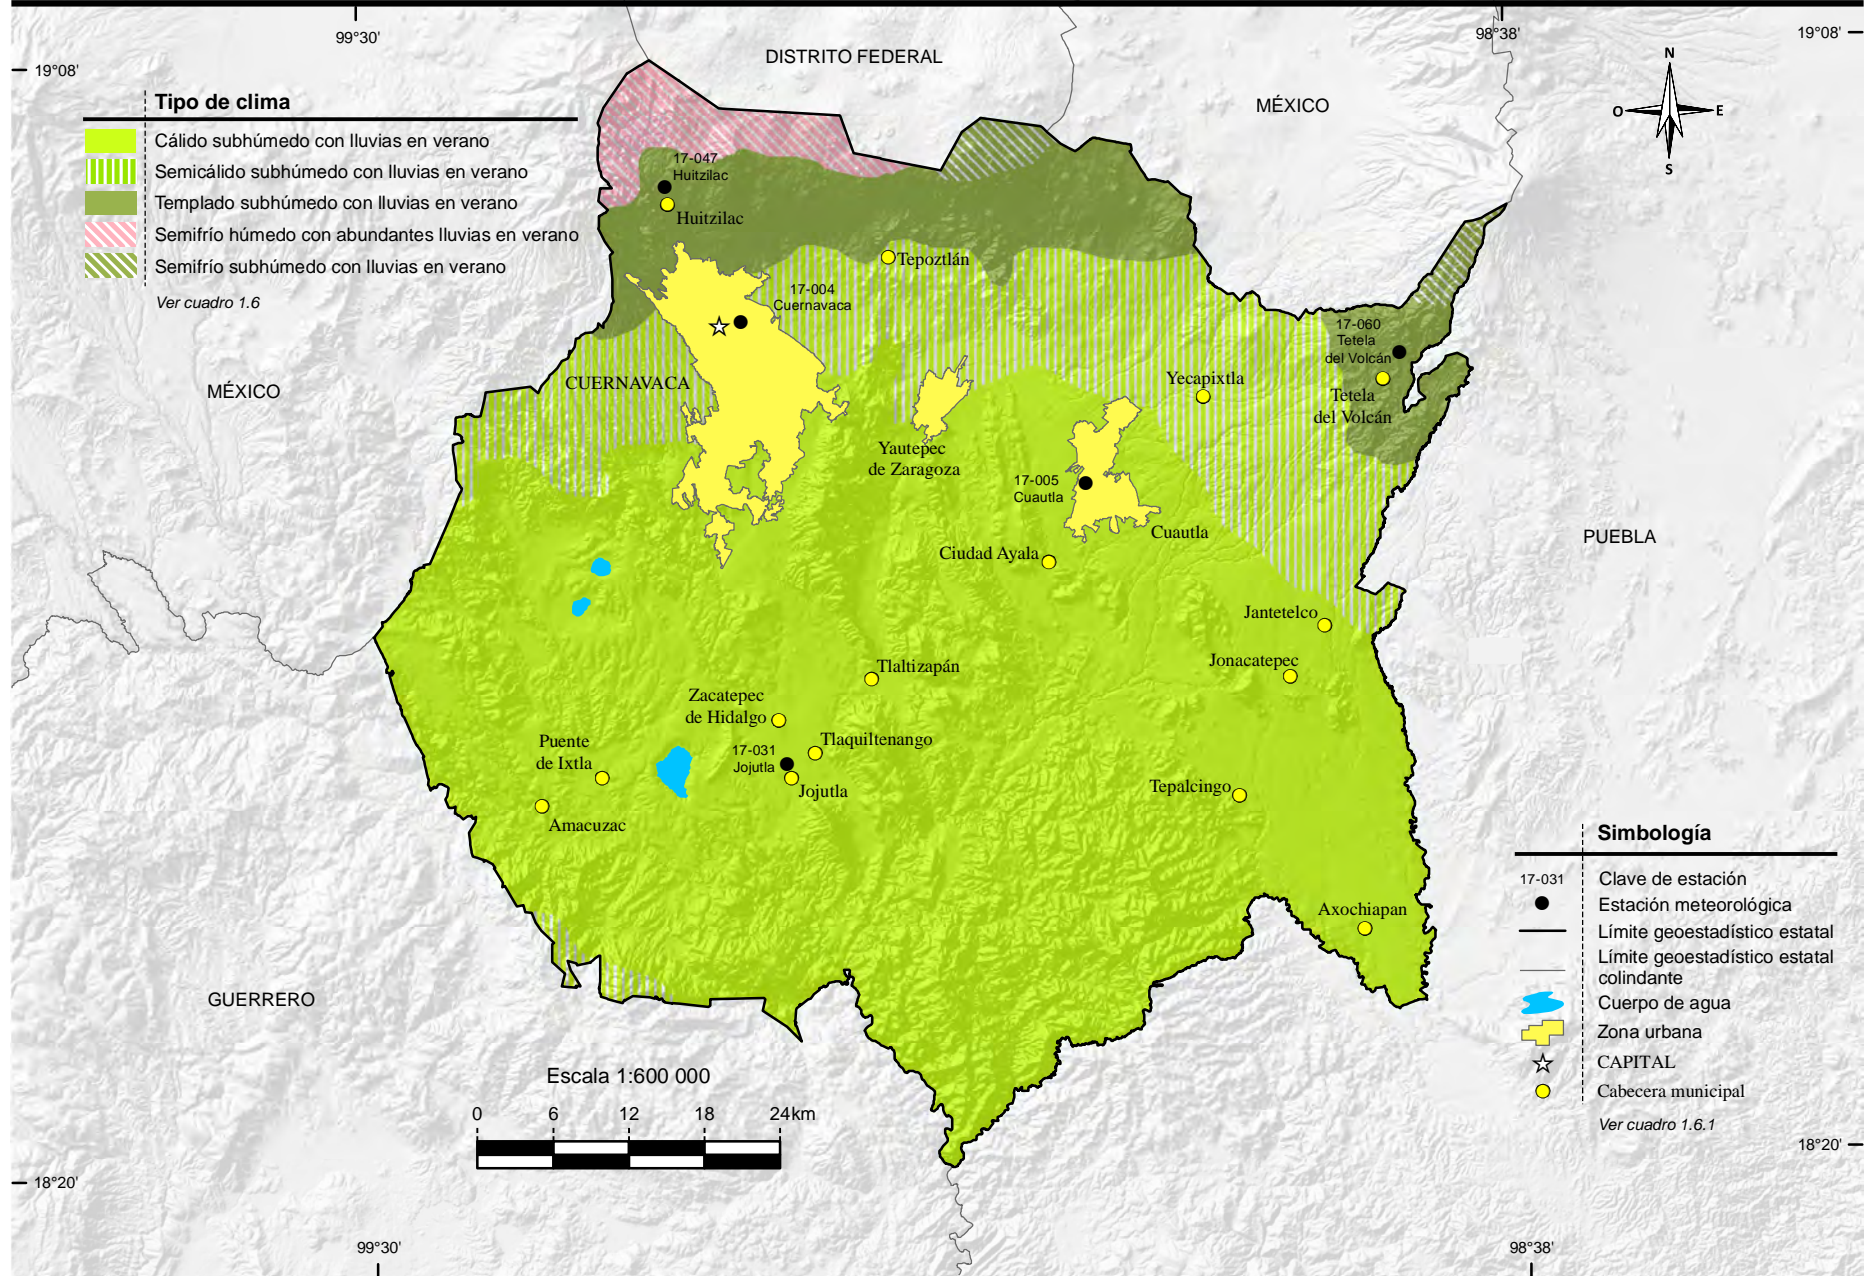 99°30'
98°38'
19°08'
19°08'
DISTRITO FEDERAL
MÉXICO
N
O
E
S
Tipo de clima
Cálido subhúmedo con lluvias en verano
Semicálido subhúmedo con lluvias en verano
Templado subhúmedo con lluvias en verano
Semifrío húmedo con abundantes lluvias en verano
Semifrío subhúmedo con lluvias en verano
Ver cuadro 1.6
17-047
Huitzilac
Huitzilac
Tepoztlán
17-004
Cuernavaca
17-060
Tetela
del Volcán
CUERNAVACA
MÉXICO
Yecapixtla
Tetela
del Volcán
Yautepec
de Zaragoza
17-005
Cuautla
Cuautla
PUEBLA
Ciudad Ayala
Jantetelco
Jonacatepec
Tlaltizapán
Zacatepec
de Hidalgo
Tlaquiltenango
Puente
de Ixtla
17-031
Jojutla
Jojutla
Tepalcingo
Amacuzac
Axochiapan
GUERRERO
Simbología
17-031
Clave de estación
Estación meteorológica
Límite geoestadístico estatal
Límite geoestadístico estatal
colindante
Cuerpo de agua
Zona urbana
CAPITAL
Cabecera municipal
Ver cuadro 1.6.1
Escala 1:600 000
0 6 12 18 24km
18°20'
18°20'
99°30'
98°38'